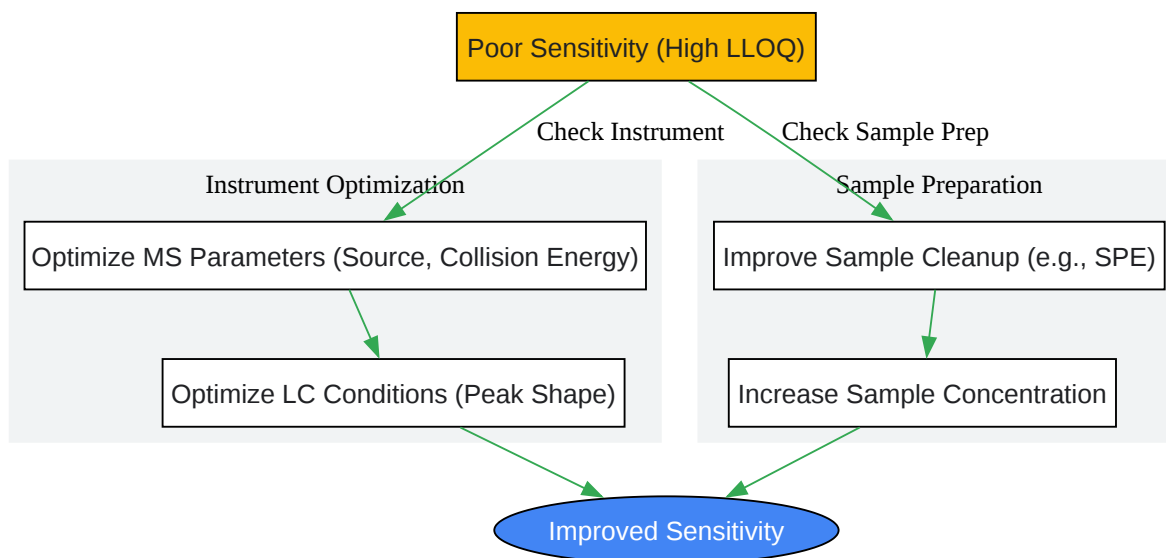 Poor Sensitivity (High LLOQ)
Check Instrument
Check Sample Prep
Instrument Optimization
Sample Preparation
Optimize MS Parameters (Source, Collision Energy)
Improve Sample Cleanup (e.g., SPE)
Optimize LC Conditions (Peak Shape)
Increase Sample Concentration
Improved Sensitivity